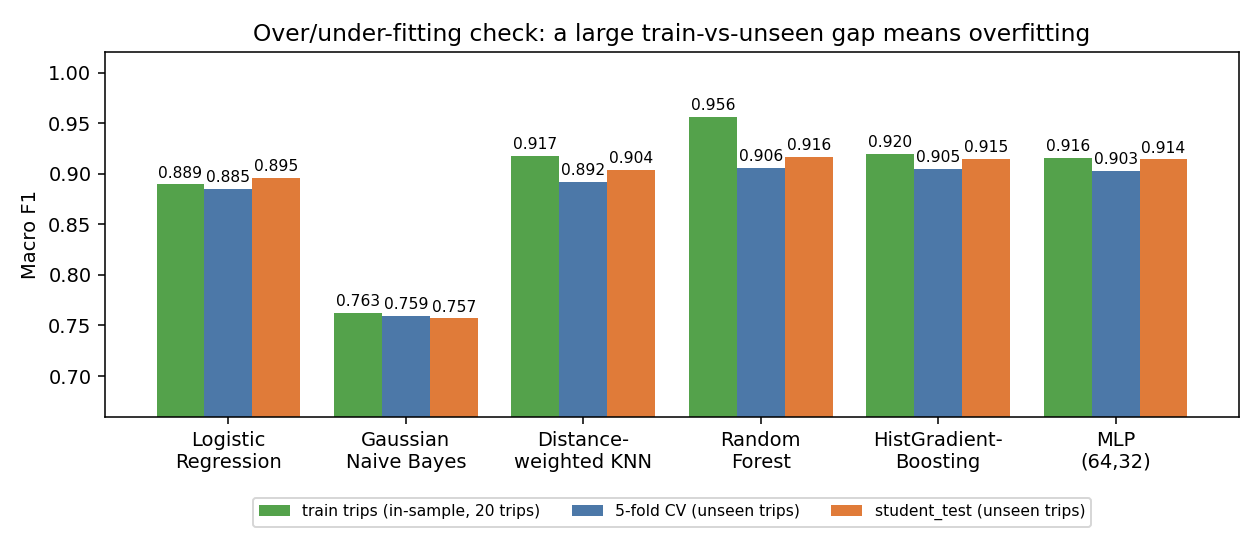 Over/under-fitting check: a large train-vs-unseen gap means overfitting
Macro F1
1.00
0.95
0.90
0.85
0.80
0.75
0.70
0.889 0.885 0.895
0.763 0.759 0.757
0.917 0.892 0.904
0.956 0.906 0.916
0.920 0.905 0.915
0.916 0.903 0.914
Logistic
Regression
Gaussian
Naive Bayes
Distance-
weighted KNN
Random
Forest
HistGradient-
Boosting
MLP
(64,32)
train trips (in-sample, 20 trips)
5-fold CV (unseen trips)
student_test (unseen trips)